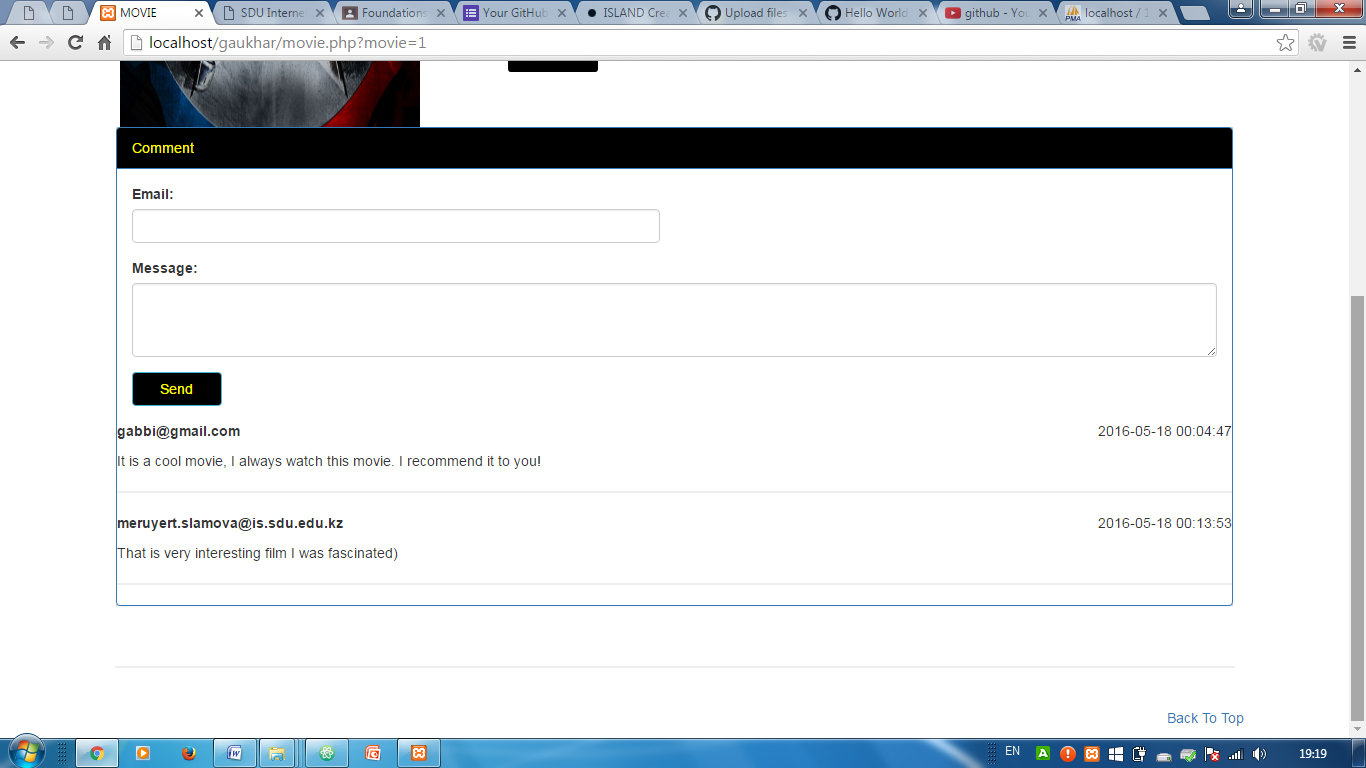 MOVIE
SDU Interne
Foundations
Your GitHub
ISLAND Crea
Upload files
Hello World
github - You
localhost / 1
localhost/gaukhar/movie.php?movie=1
Comment
Email:
Message:
Send
gabbi@gmail.com 2016-05-18 00:04:47
It is a cool movie, I always watch this movie. I recommend it to you!
meruyert.slamova@is.sdu.edu.kz 2016-05-18 00:13:53
That is very interesting film I was fascinated)
Back To Top
EN 19:19